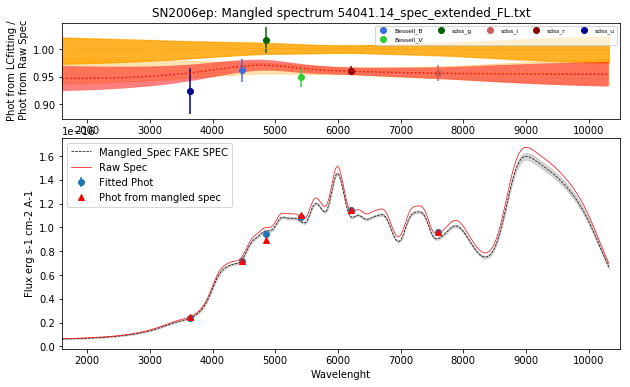 SN2006ep: Mangled spectrum 54041.14_spec_extended_FL.txt
Phot from LCfitting /
Phot from Raw Spec
1.00
0.95
0.90
Bessell_B
Bessell_V
sdss_g
sdss_i
sdss_r
sdss_u
2000 3000 4000 5000 6000 7000 8000 9000 10000
1e−16
Flux erg s-1 cm-2 A-1
1.6
1.4
1.2
1.0
0.8
0.6
0.4
0.2
0.0
Mangled_Spec FAKE SPEC
Raw Spec
Fitted Phot
Phot from mangled spec
2000 3000 4000 5000 6000 7000 8000 9000 10000
Wavelenght